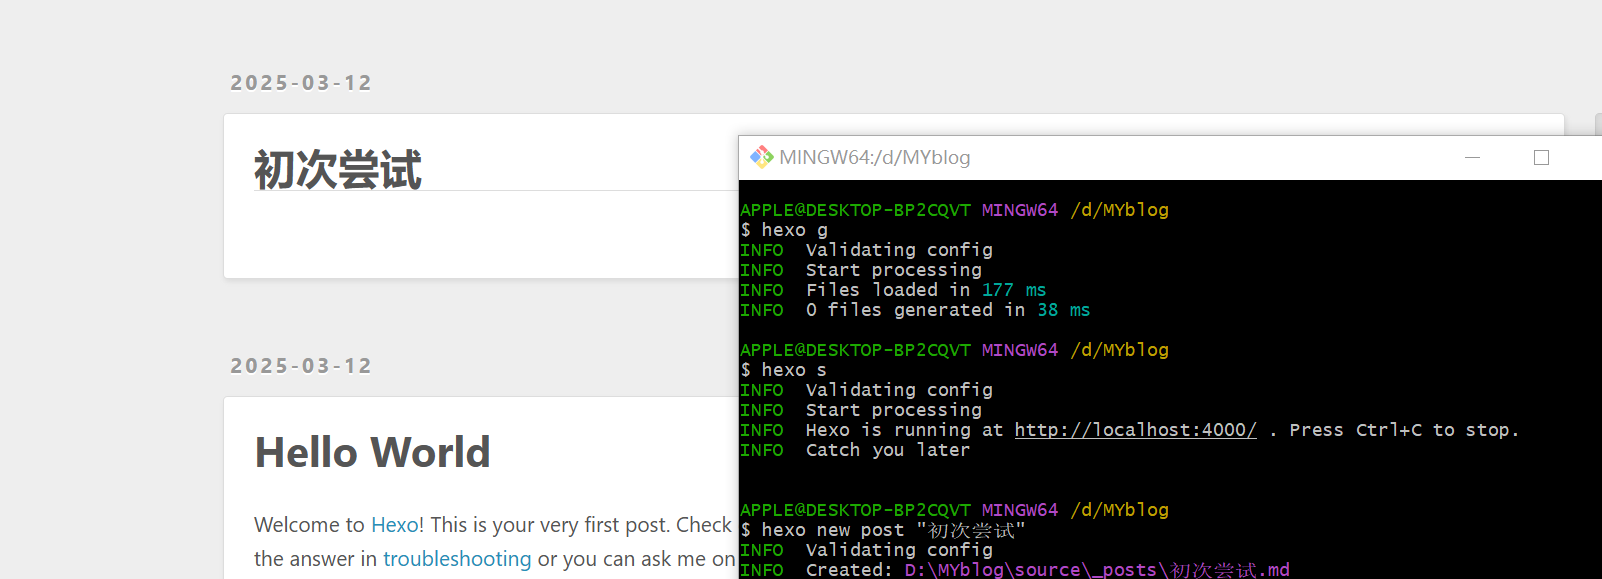 2025-03-12
初次尝试
2025-03-12
Hello World
Welcome to Hexo! This is your very first post. Check
the answer in troubleshooting or you can ask me on
MINGW64:/d/MYblog
APPLE@DESKTOP-BP2CQVT MINGW64 /d/MYblog
$ hexo g
INFO  Validating config
INFO  Start processing
INFO  Files loaded in 177 ms
INFO  0 files generated in 38 ms
APPLE@DESKTOP-BP2CQVT MINGW64 /d/MYblog
$ hexo s
INFO  Validating config
INFO  Start processing
INFO  Hexo is running at http://localhost:4000/ . Press Ctrl+C to stop.
INFO  Catch you later
APPLE@DESKTOP-BP2CQVT MINGW64 /d/MYblog
$ hexo new post "初次尝试"
INFO  Validating config
INFO  Created: D:\MYblog\source\_posts\初次尝试.md